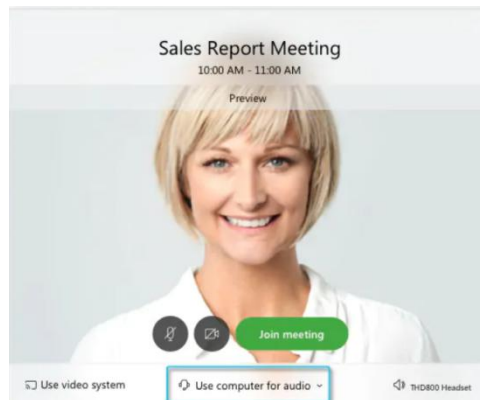 Sales Report Meeting
10:00 AM - 11:00 AM
Preview
Join meeting
Use video system
Use computer for audio
THD800 Headset